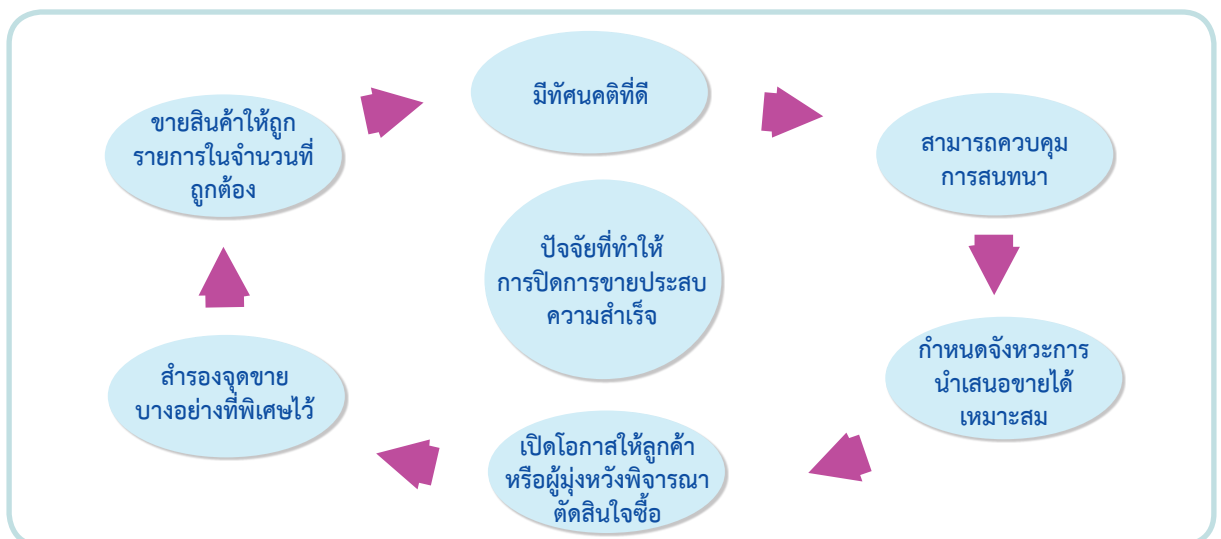 มีทัศนคติที่ดี
สามารถควบคุม
การสนทนา
กำหนดจังหวะการ
นำเสนอขายได้
เหมาะสม
เปิดโอกาสให้ลูกค้า
หรือผู้มุ่งหวังพิจารณา
ตัดสินใจซื้อ
สำรองจุดขาย
บางอย่างที่พิเศษไว้
ขายสินค้าให้ถูก
รายการในจำนวนที่
ถูกต้อง
ปัจจัยที่ทำให้
การปิดการขายประสบ
ความสำเร็จ